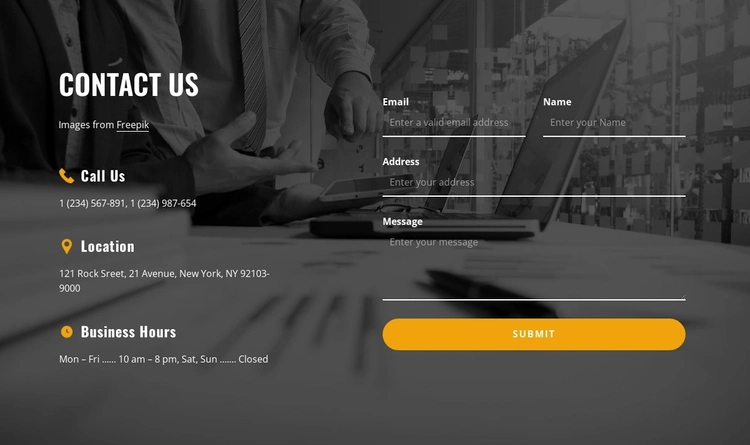 CONTACT US
Images from Freepik
Call Us
1 (234) 567-891, 1 (234) 987-654
Location
121 Rock Sreet, 21 Avenue, New York, NY 92103-
9000
Business Hours
Mon – Fri ...... 10 am – 8 pm, Sat, Sun ....... Closed
Email
Name
Enter a valid email address
Enter your Name
Address
Enter your address
Message
Enter your message
SUBMIT